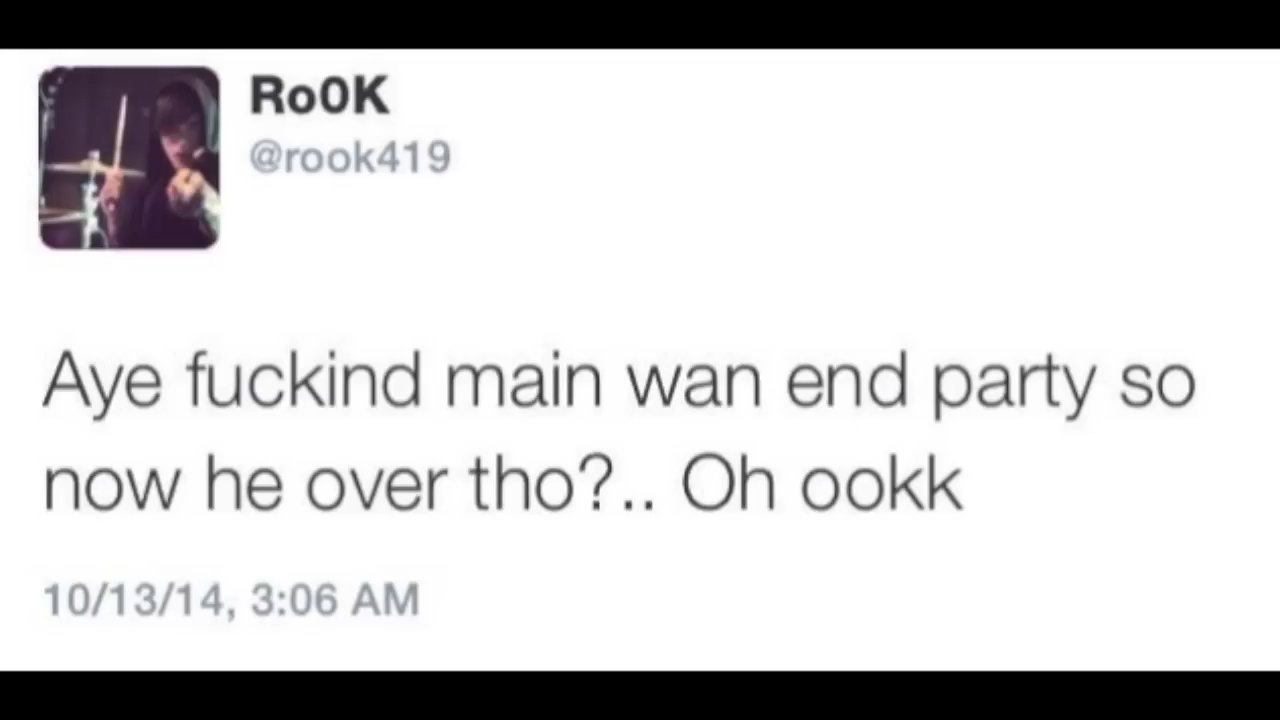 Ro0K
@rook419
Aye fuckind main wan end party so
now he over tho?.. Oh ookk
10/13/14, 3:06 AM